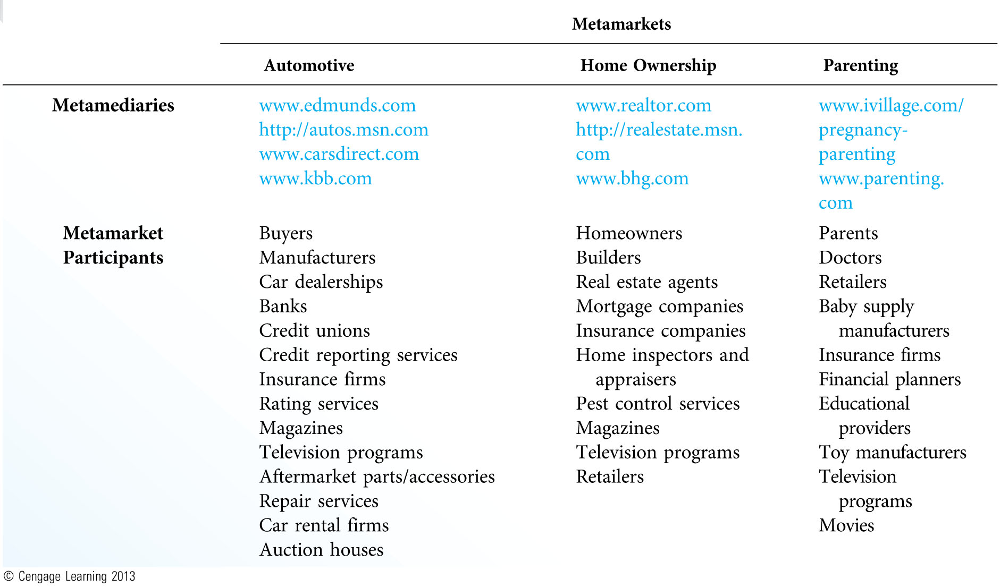 Metamarkets
Automotive Home Ownership Parenting
Metamediaries www.edmunds.com www.realtor.com www.ivillage.com/
http://autos.msn.com http://realestate.msn. pregnancy-
www.carsdirect.com com parenting
www.kbb.com www.bhg.com www.parenting.
com
Metamarket Buyers Homeowners Parents
Participants Manufacturers Builders Doctors
Car dealerships Real estate agents Retailers
Banks Mortgage companies Baby supply
Credit unions Insurance companies manufacturers
Credit reporting services Home inspectors and Insurance firms
Insurance firms appraisers Financial planners
Rating services Pest control services Educational
Magazines Magazines providers
Television programs Television programs Toy manufacturers
Aftermarket parts/accessories Retailers Television
Repair services programs
Car rental firms Movies
Auction houses
© Cengage Learning 2013